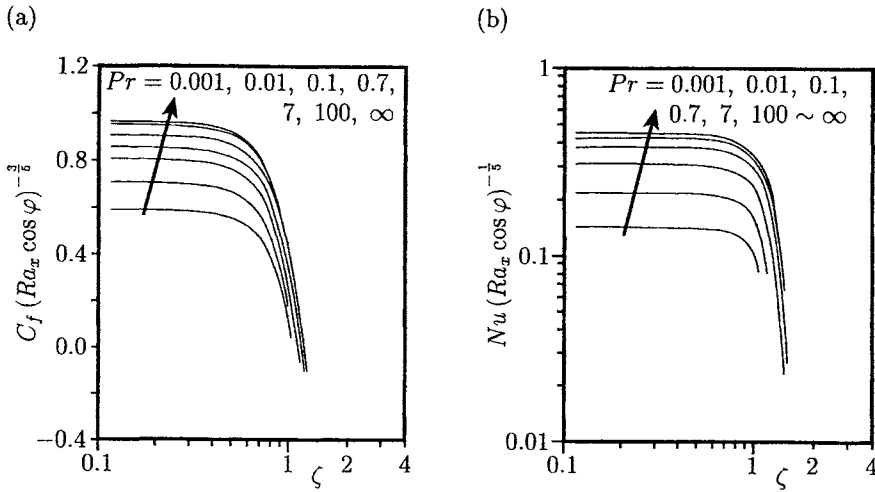 (a)
Pr = 0.001, 0.01, 0.1, 0.7,
7, 100, ∞
1.2
0.8
0.4
0.0
−0.4
0.1
1
2
4
ζ
C_f (Ra_x cos φ)^{-3/5}
(b)
Pr = 0.001, 0.01, 0.1,
0.7, 7, 100 ~ ∞
1
0.1
0.01
0.1
1
2
4
ζ
Nu (Ra_x cos φ)^{-1/5}